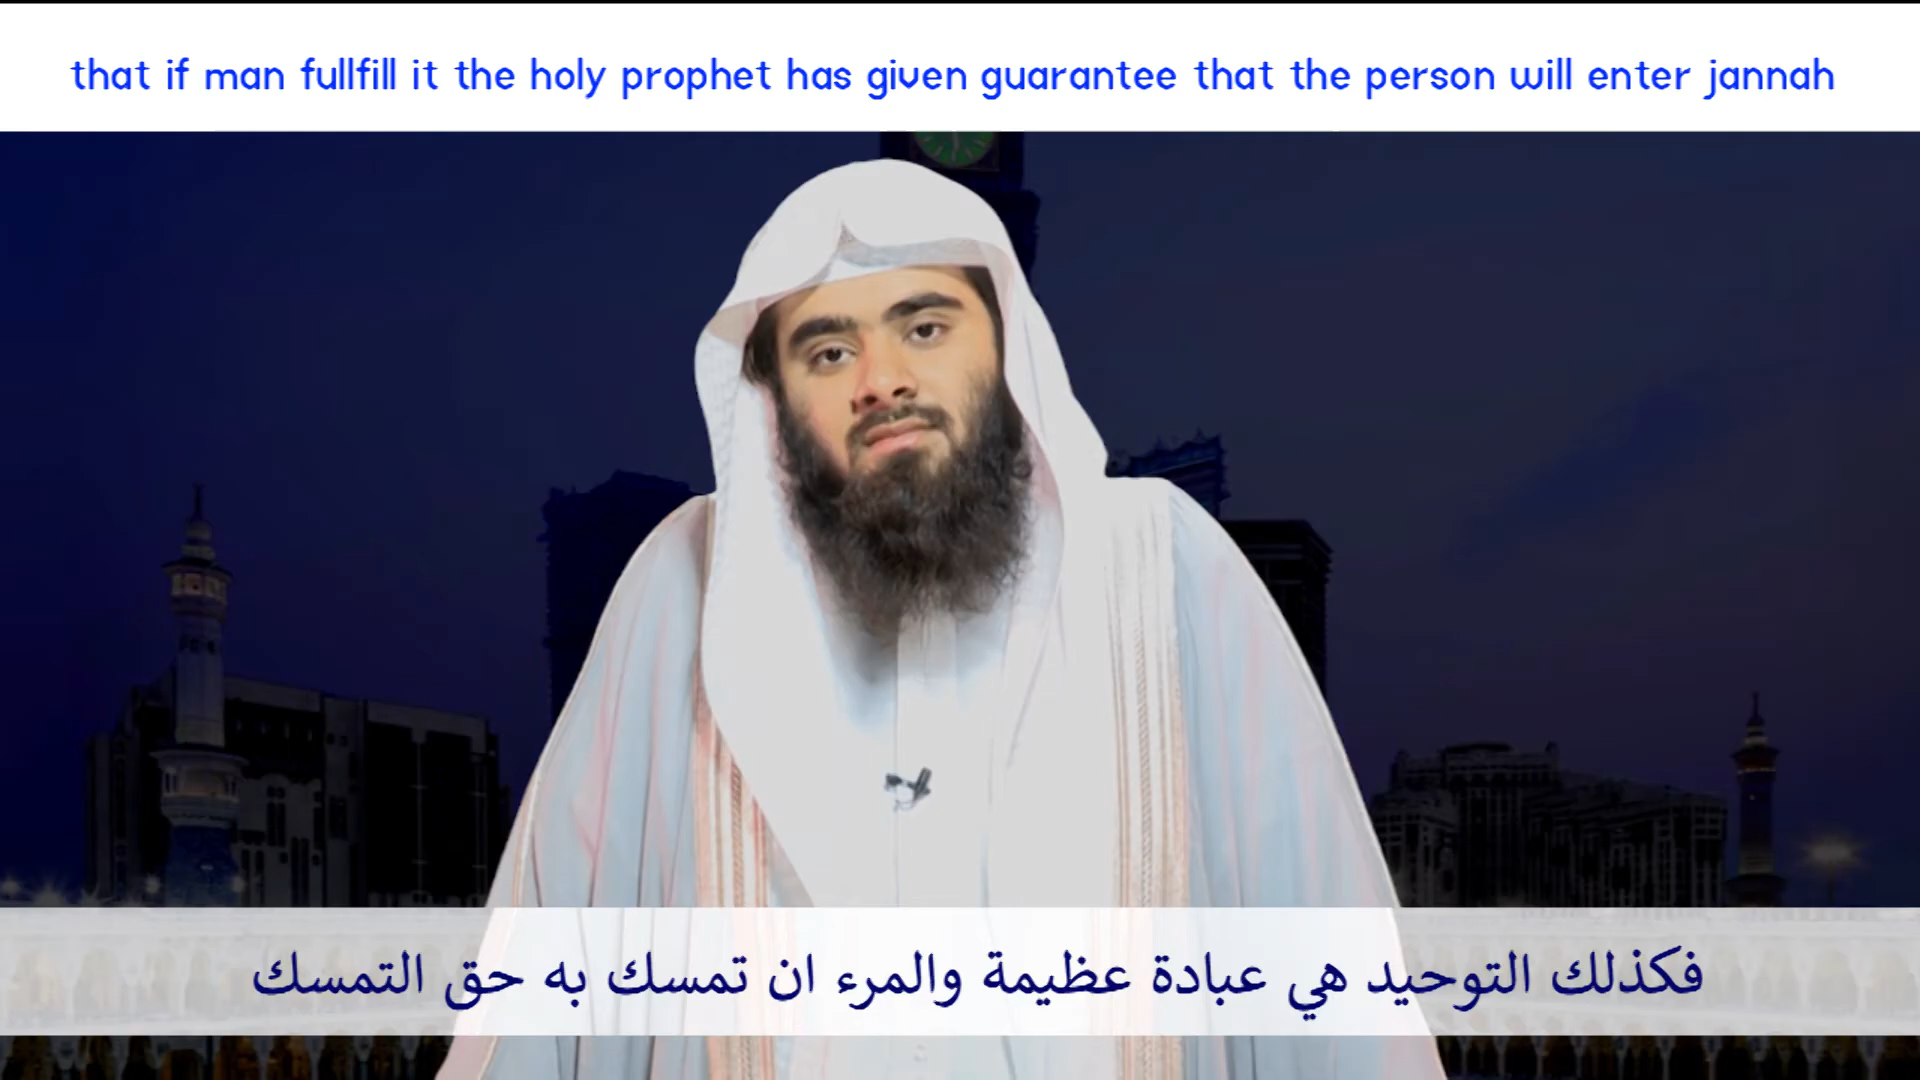 that if man fullfill it the holy prophet has given guarantee that the person will enter jannah
فكذلك التوحيد هي عبادة عظيمة والمرء ان تمسك به حق التمسك